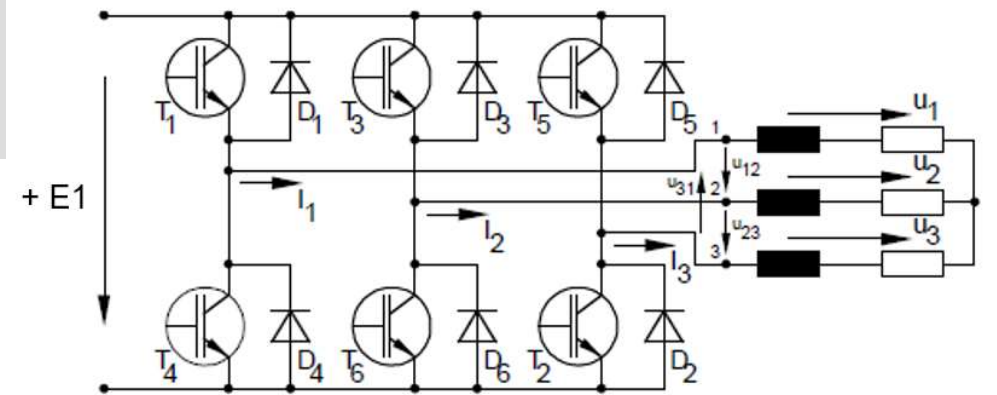 T1 D1 T3 D3 T5 D5 1 u1
u12
u31 2 u2
+ E1 I1
I2 u23 u3
I3 3
T4 D4 T6 D6 T2 D2